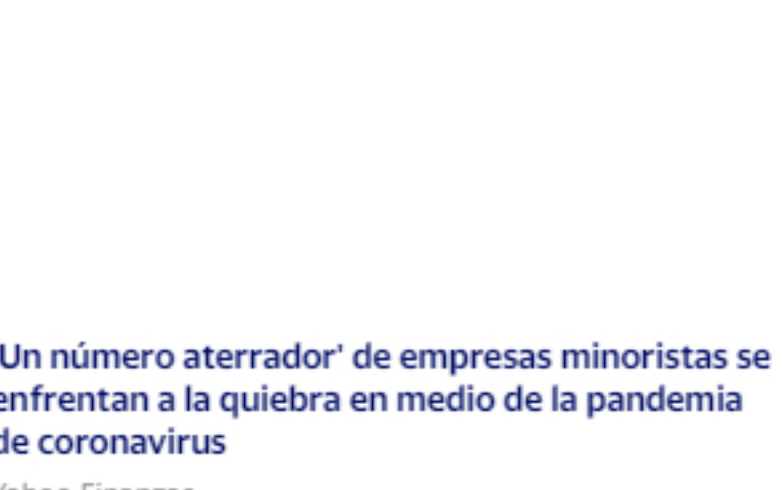 'Un número aterrador' de empresas minoristas se
enfrentan a la quiebra en medio de la pandemia
de coronavirus